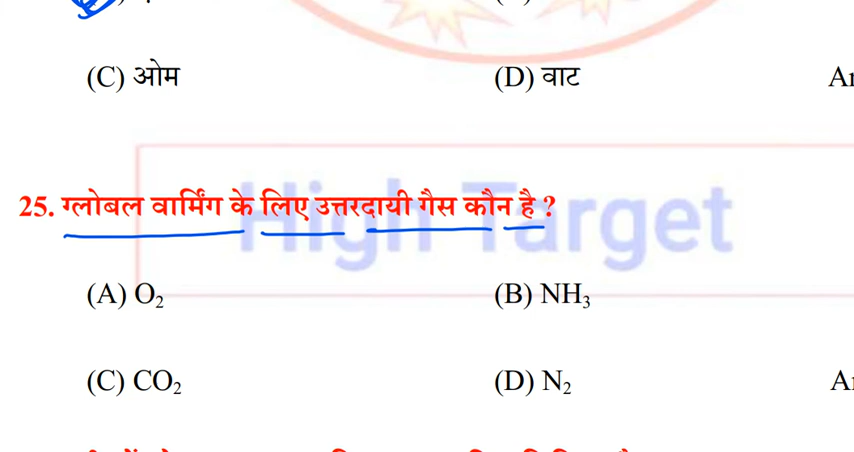 (C) ओम (D) वाट
25. ग्लोबल वार्मिंग के लिए उत्तरदायी गैस कौन है ?
High Target
(A) O₂ (B) NH₃
(C) CO₂ (D) N₂